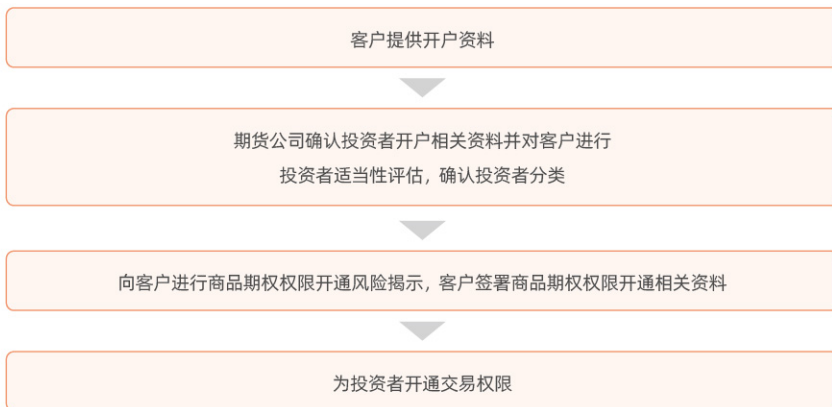 客户提供开户资料
期货公司确认投资者开户相关资料并对客户进行
投资者适当性评估，确认投资者分类
向客户进行商品期权权限开通风险揭示，客户签署商品期权权限开通相关资料
为投资者开通交易权限